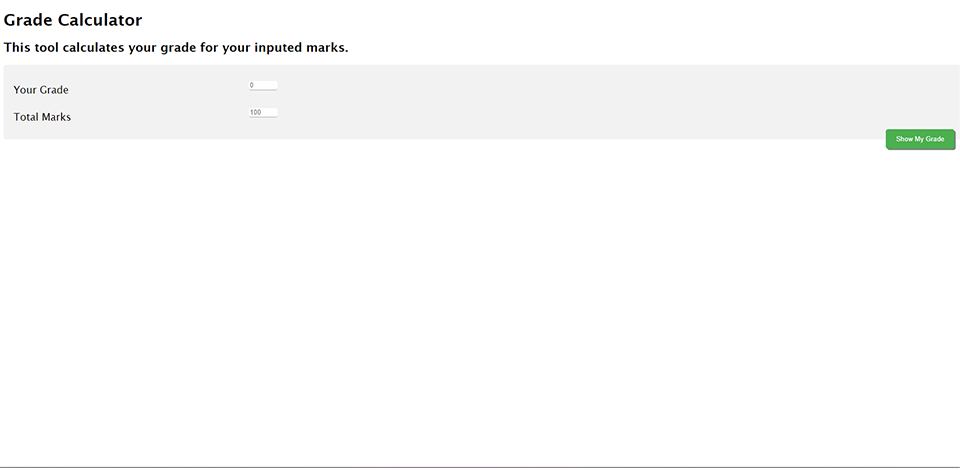 Grade Calculator
This tool calculates your grade for your inputed marks.
Your Grade 0
Total Marks 100
Show My Grade